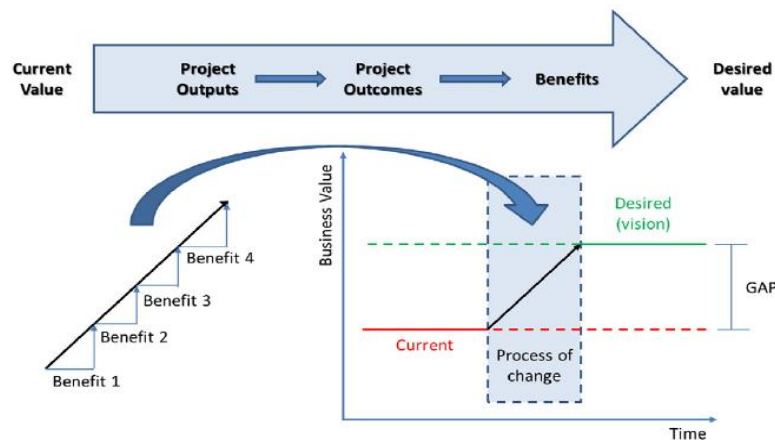 Current
Value
Project
Outputs
Project
Outcomes
Benefits
Desired
value
Benefit 4
Benefit 3
Benefit 2
Benefit 1
Business Value
Desired
(vision)
GAP
Current
Process of
change
Time